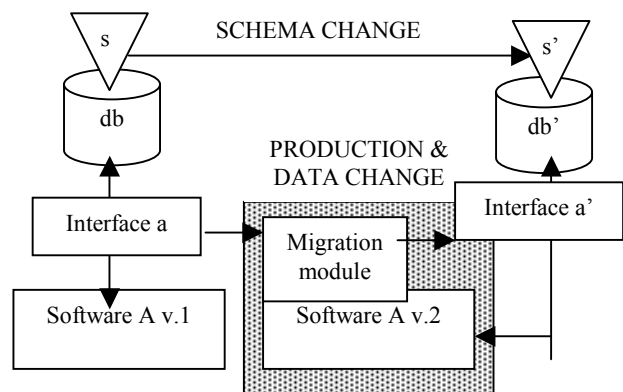 SCHEMA CHANGE
s
s’
db
db’
PRODUCTION &
DATA CHANGE
Interface a
Interface a’
Migration
module
Software A v.1
Software A v.2